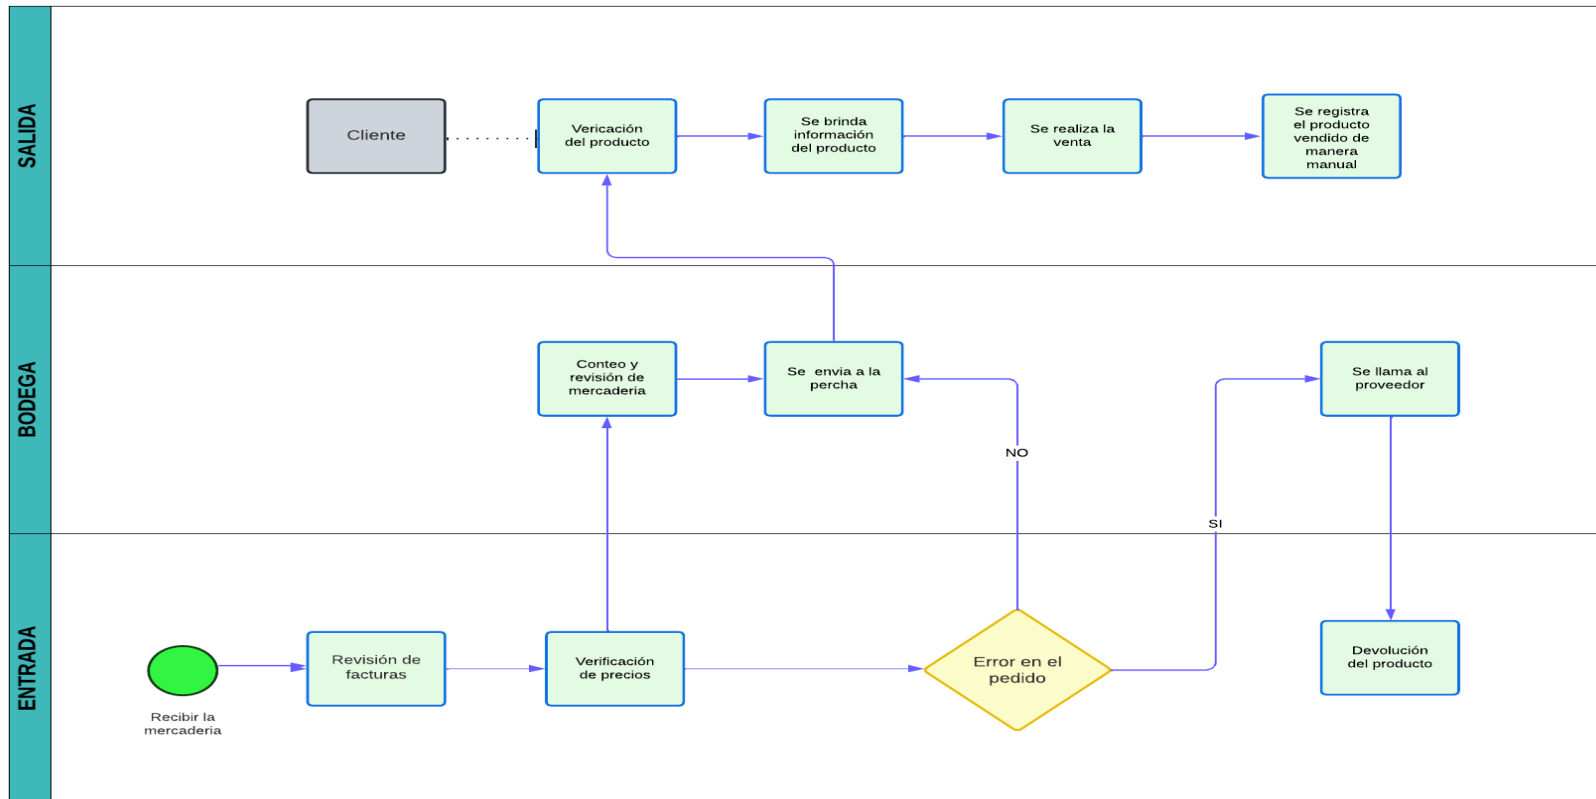 SALIDA
Cliente
Vericación
del producto
Se brinda
información
del producto
Se realiza la
venta
Se registra
el producto
vendido de
manera
manual
BODEGA
Conteo y
revisión de
mercaderia
Se envia a la
percha
Se llama al
proveedor
NO
SI
ENTRADA
Recibir la
mercaderia
Revisión de
facturas
Verificación
de precios
Error en el
pedido
Devolución
del producto